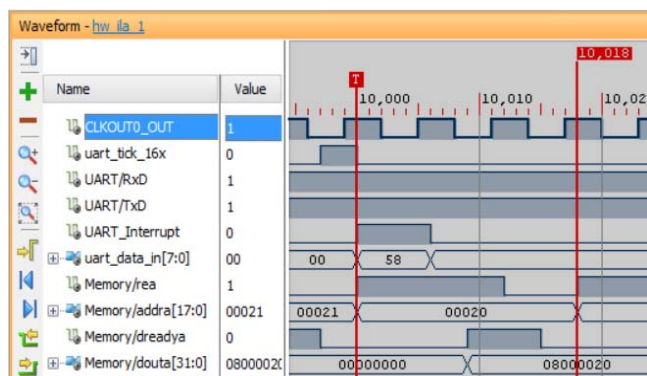 Waveform - hw_ila_1
10,018
Name Value
T
10,000 10,010 10,02
CLKOUT0_OUT 1
uart_tick_16x 0
UART/RxD 1
UART/TxD 1
UART_Interrupt 0
uart_data_in[7:0] 00 00 58
Memory/rea 1
Memory/addra[17:0] 00021 00021 00020
Memory/dreadya 0
Memory/douta[31:0] 0800002( 00000000 08000020